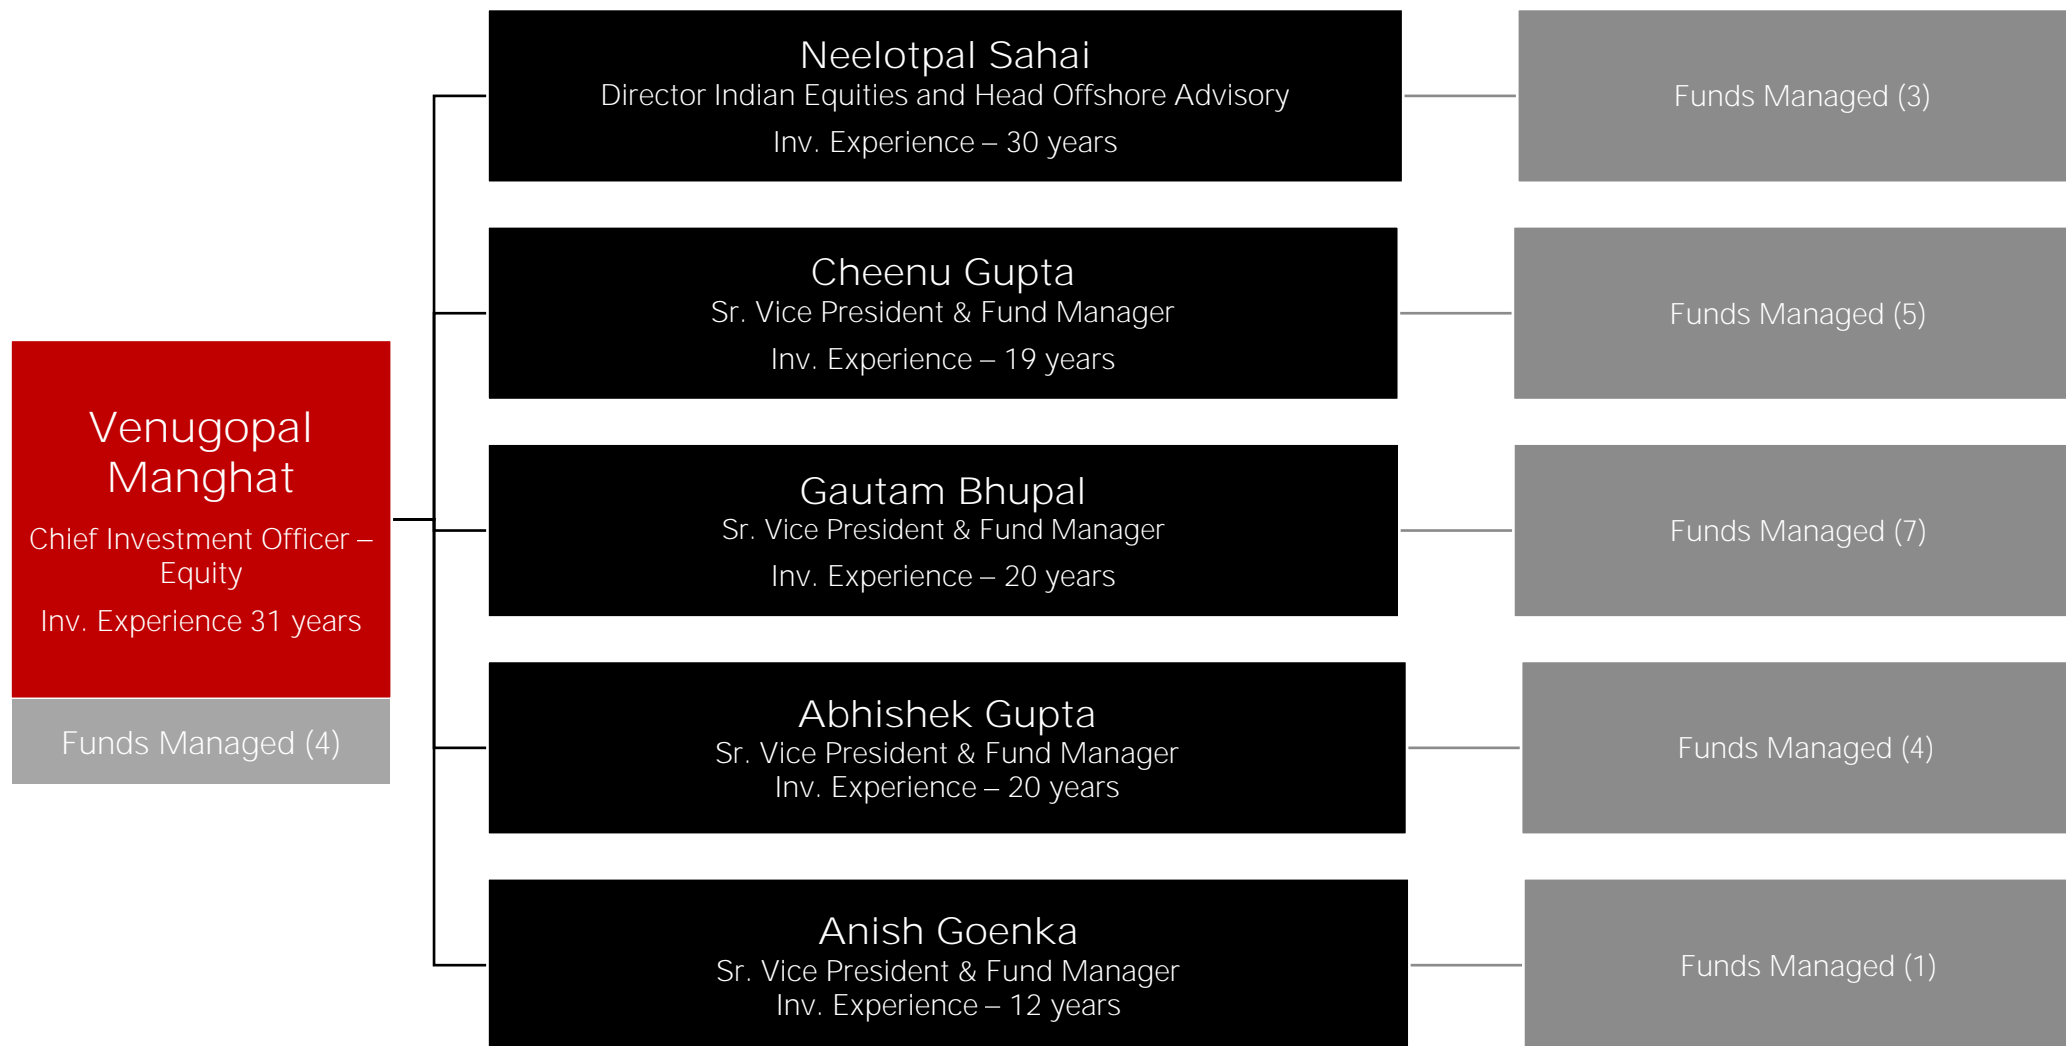 Venugopal
Manghat
Chief Investment Officer –
Equity
Inv. Experience 31 years
Funds Managed (4)
Neelotpal Sahai
Director Indian Equities and Head Offshore Advisory
Inv. Experience – 30 years
Funds Managed (3)
Cheenu Gupta
Sr. Vice President & Fund Manager
Inv. Experience – 19 years
Funds Managed (5)
Gautam Bhupal
Sr. Vice President & Fund Manager
Inv. Experience – 20 years
Funds Managed (7)
Abhishek Gupta
Sr. Vice President & Fund Manager
Inv. Experience – 20 years
Funds Managed (4)
Anish Goenka
Sr. Vice President & Fund Manager
Inv. Experience – 12 years
Funds Managed (1)